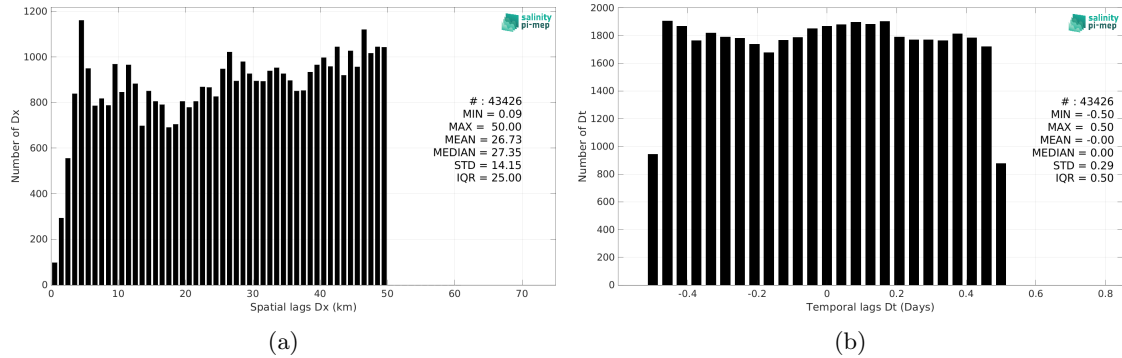 1200
1000
800
600
400
200
0
Number of Dx
0 10 20 30 40 50 60 70
Spatial lags Dx (km)
salinity
pi-mep
# : 43426
MIN = 0.09
MAX = 50.00
MEAN = 26.73
MEDIAN = 27.35
STD = 14.15
IQR = 25.00
(a)
2000
1800
1600
1400
1200
1000
800
600
400
200
0
Number of Dt
-0.4 -0.2 0 0.2 0.4 0.6 0.8
Temporal lags Dt (Days)
salinity
pi-mep
# : 43426
MIN = -0.50
MAX = 0.50
MEAN = -0.00
MEDIAN = 0.00
STD = 0.29
IQR = 0.50
(b)